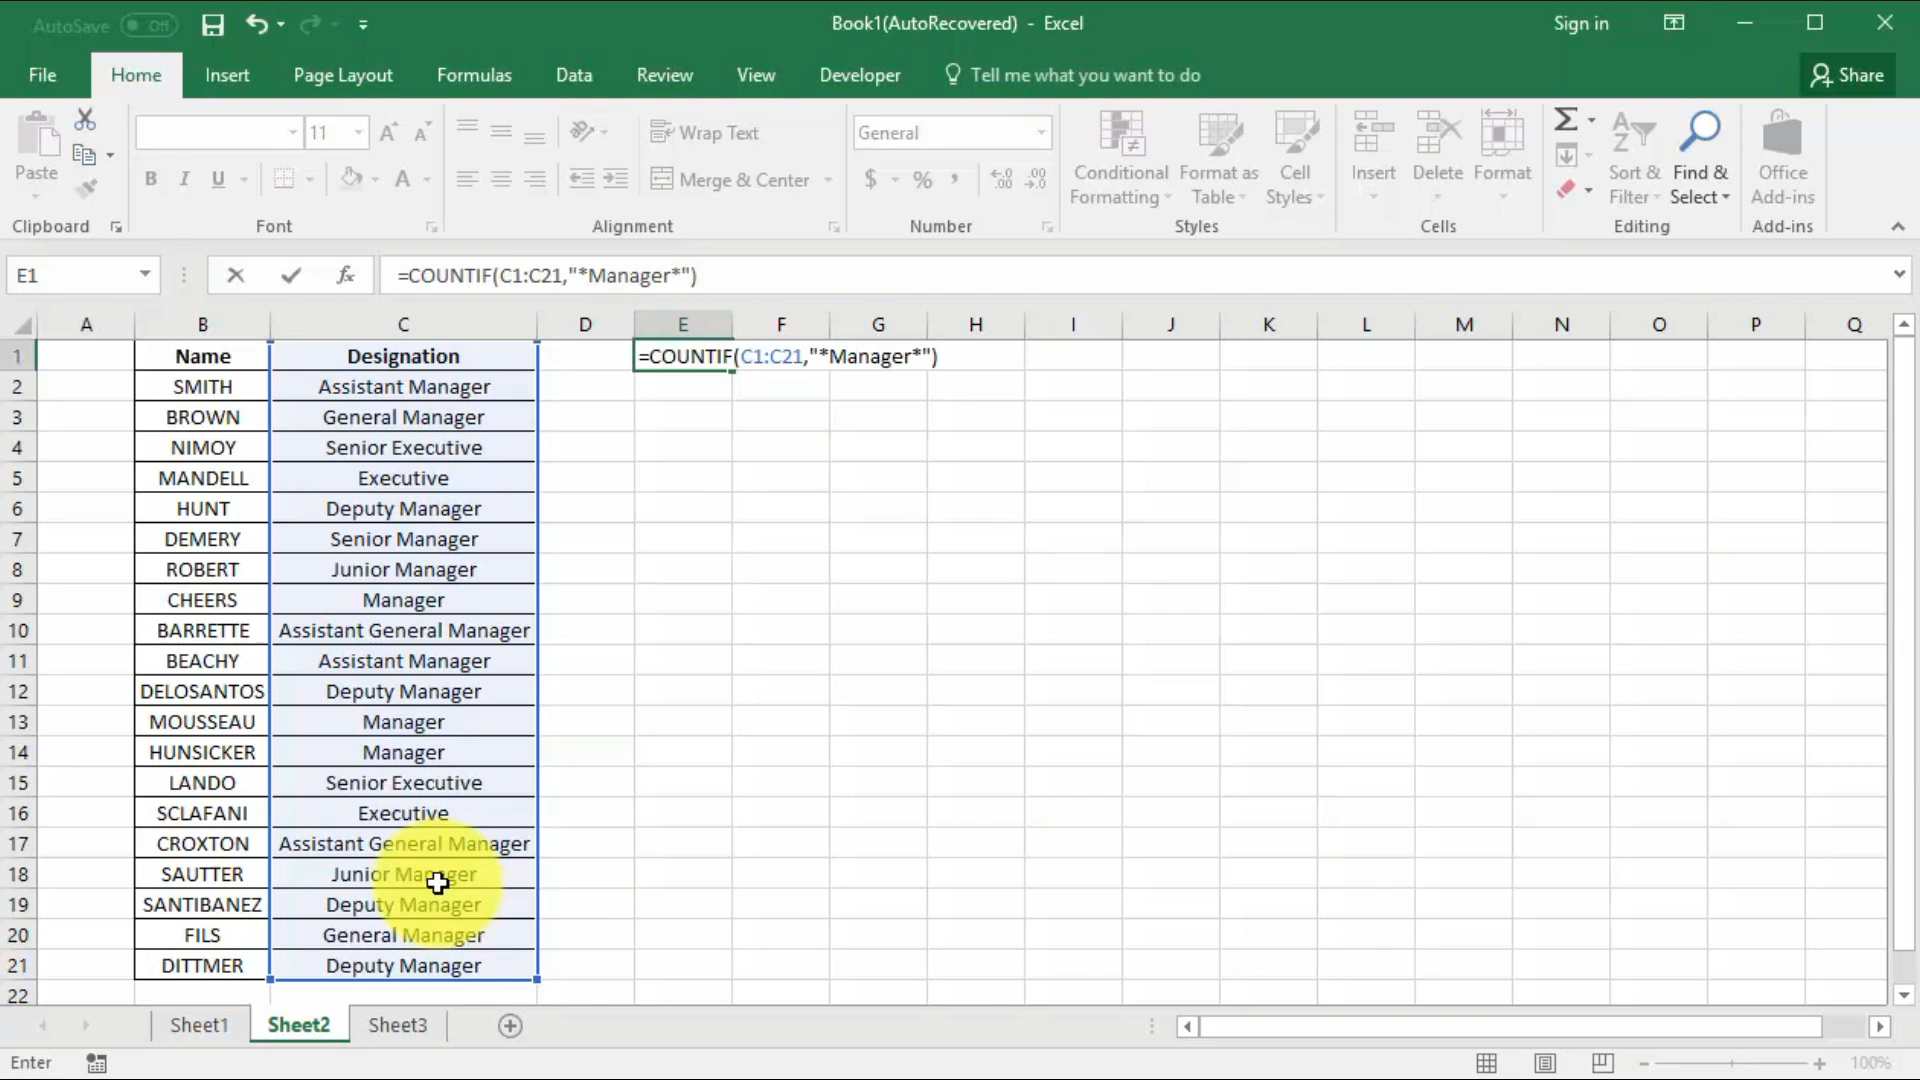 AutoSave Off Book1(AutoRecovered) - Excel Sign in
File Home Insert Page Layout Formulas Data Review View Developer Tell me what you want to do Share
Paste
Clipboard
11
B I U A
Font
Wrap Text
Merge & Center
Alignment
General
$ % ,
Number
Conditional Formatting
Format as Table
Cell Styles
Styles
Insert Delete Format
Cells
Sort & Filter
Find & Select
Editing
Office Add-ins
Add-ins
E1 fx =COUNTIF(C1:C21,"*Manager*")
A B C D E F G H I J K L M N O P Q
1 Name Designation =COUNTIF(C1:C21,"*Manager*")
2 SMITH Assistant Manager
3 BROWN General Manager
4 NIMOY Senior Executive
5 MANDELL Executive
6 HUNT Deputy Manager
7 DEMERY Senior Manager
8 ROBERT Junior Manager
9 CHEERS Manager
10 BARRETTE Assistant General Manager
11 BEACHY Assistant Manager
12 DELOSANTOS Deputy Manager
13 MOUSSEAU Manager
14 HUNSICKER Manager
15 LANDO Senior Executive
16 SCLAFANI Executive
17 CROXTON Assistant General Manager
18 SAUTTER Junior Manager
19 SANTIBANEZ Deputy Manager
20 FILS General Manager
21 DITTMER Deputy Manager
22
Sheet1 Sheet2 Sheet3
Enter 100%